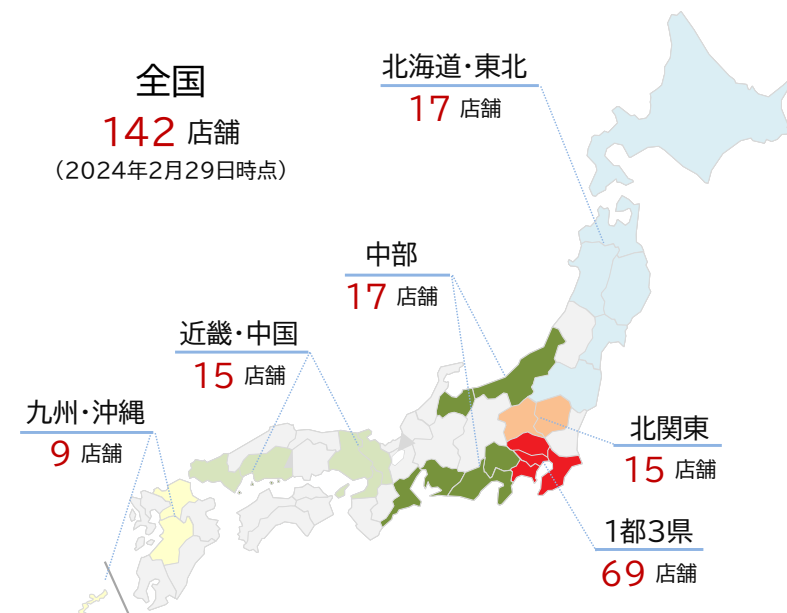 全国
142 店舗
（2024年2月29日時点）
北海道・東北
17 店舗
中部
17 店舗
近畿・中国
15 店舗
九州・沖縄
9 店舗
北関東
15 店舗
1都3県
69 店舗